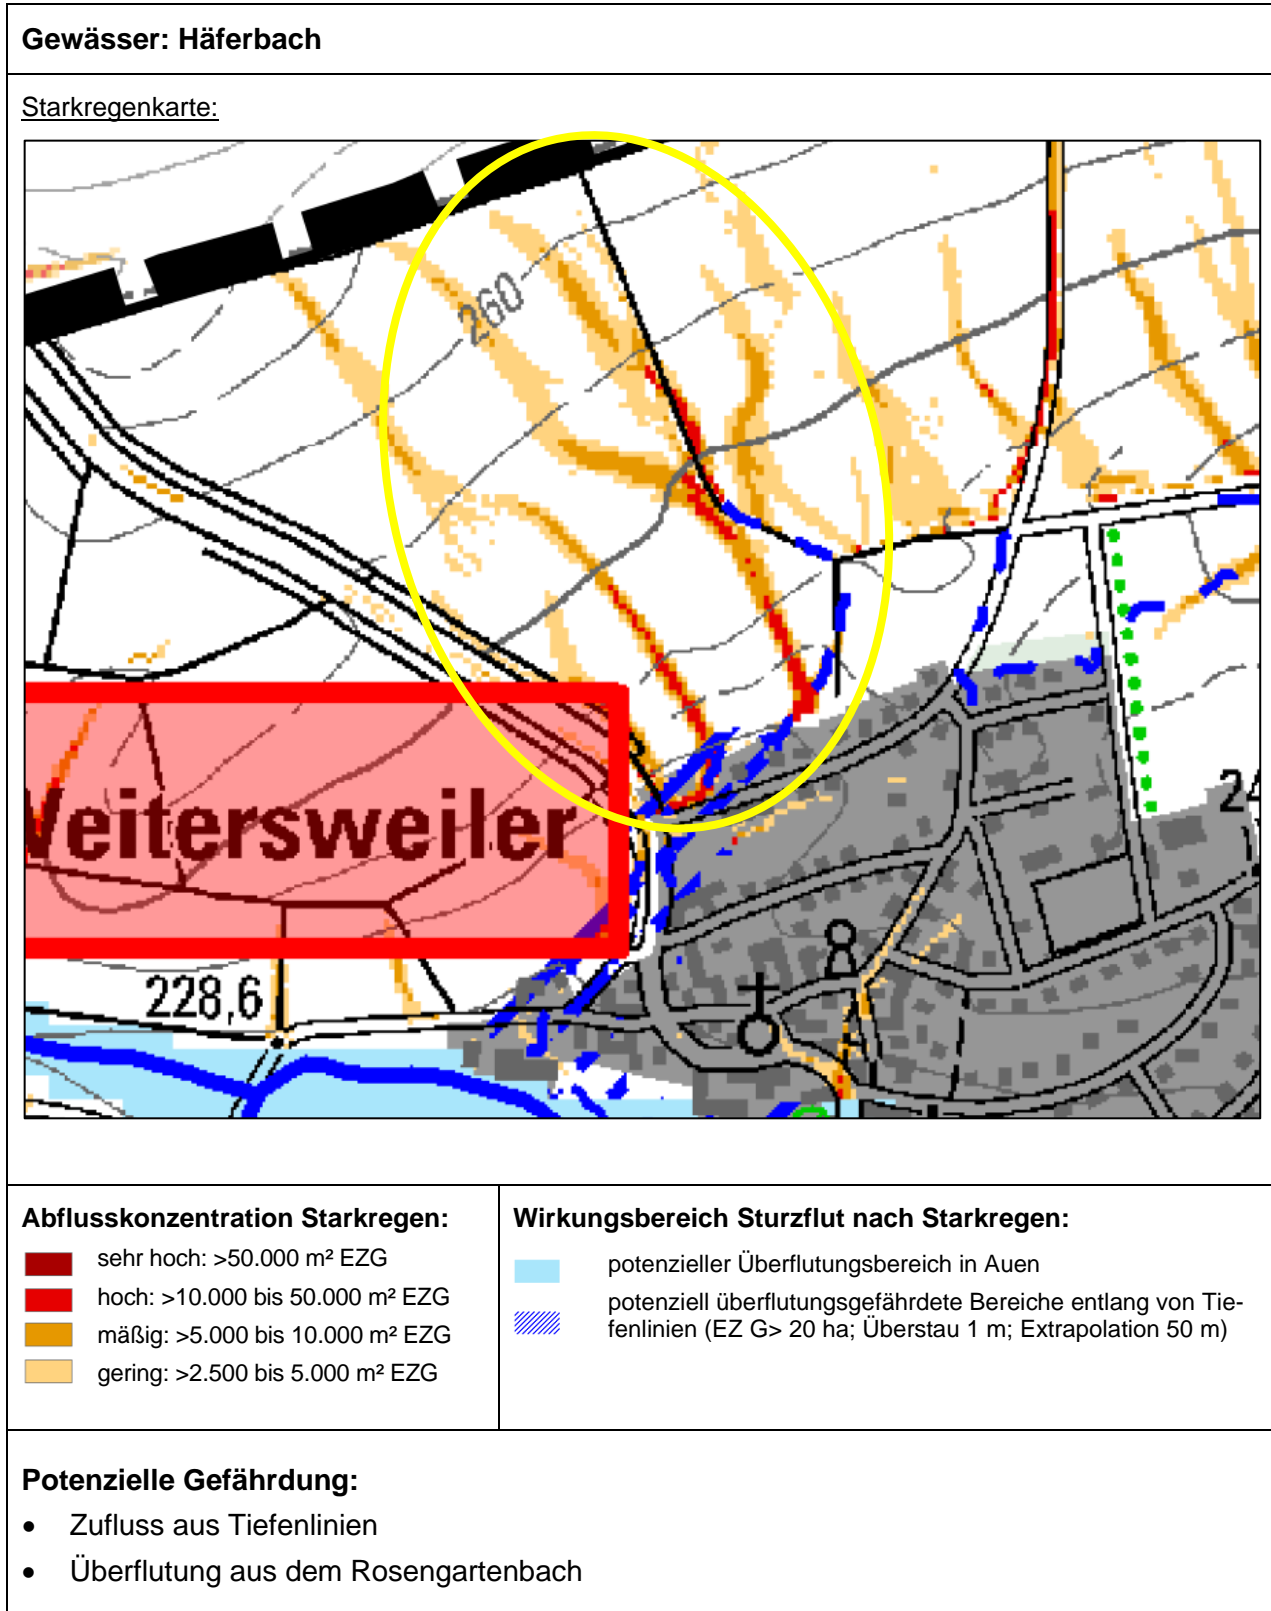 Gewässer: Häferbach
Starkregenkarte:
260
Weitersweiler
228,6
24
Abflusskonzentration Starkregen:
sehr hoch: >50.000 m² EZG
hoch: >10.000 bis 50.000 m² EZG
mäßig: >5.000 bis 10.000 m² EZG
gering: >2.500 bis 5.000 m² EZG
Wirkungsbereich Sturzflut nach Starkregen:
potenzieller Überflutungsbereich in Auen
potenziell überflutungsgefährdete Bereiche entlang von Tie-
fenlinien (EZ G> 20 ha; Überstau 1 m; Extrapolation 50 m)
Potenzielle Gefährdung:
• Zufluss aus Tiefenlinien
• Überflutung aus dem Rosengartenbach